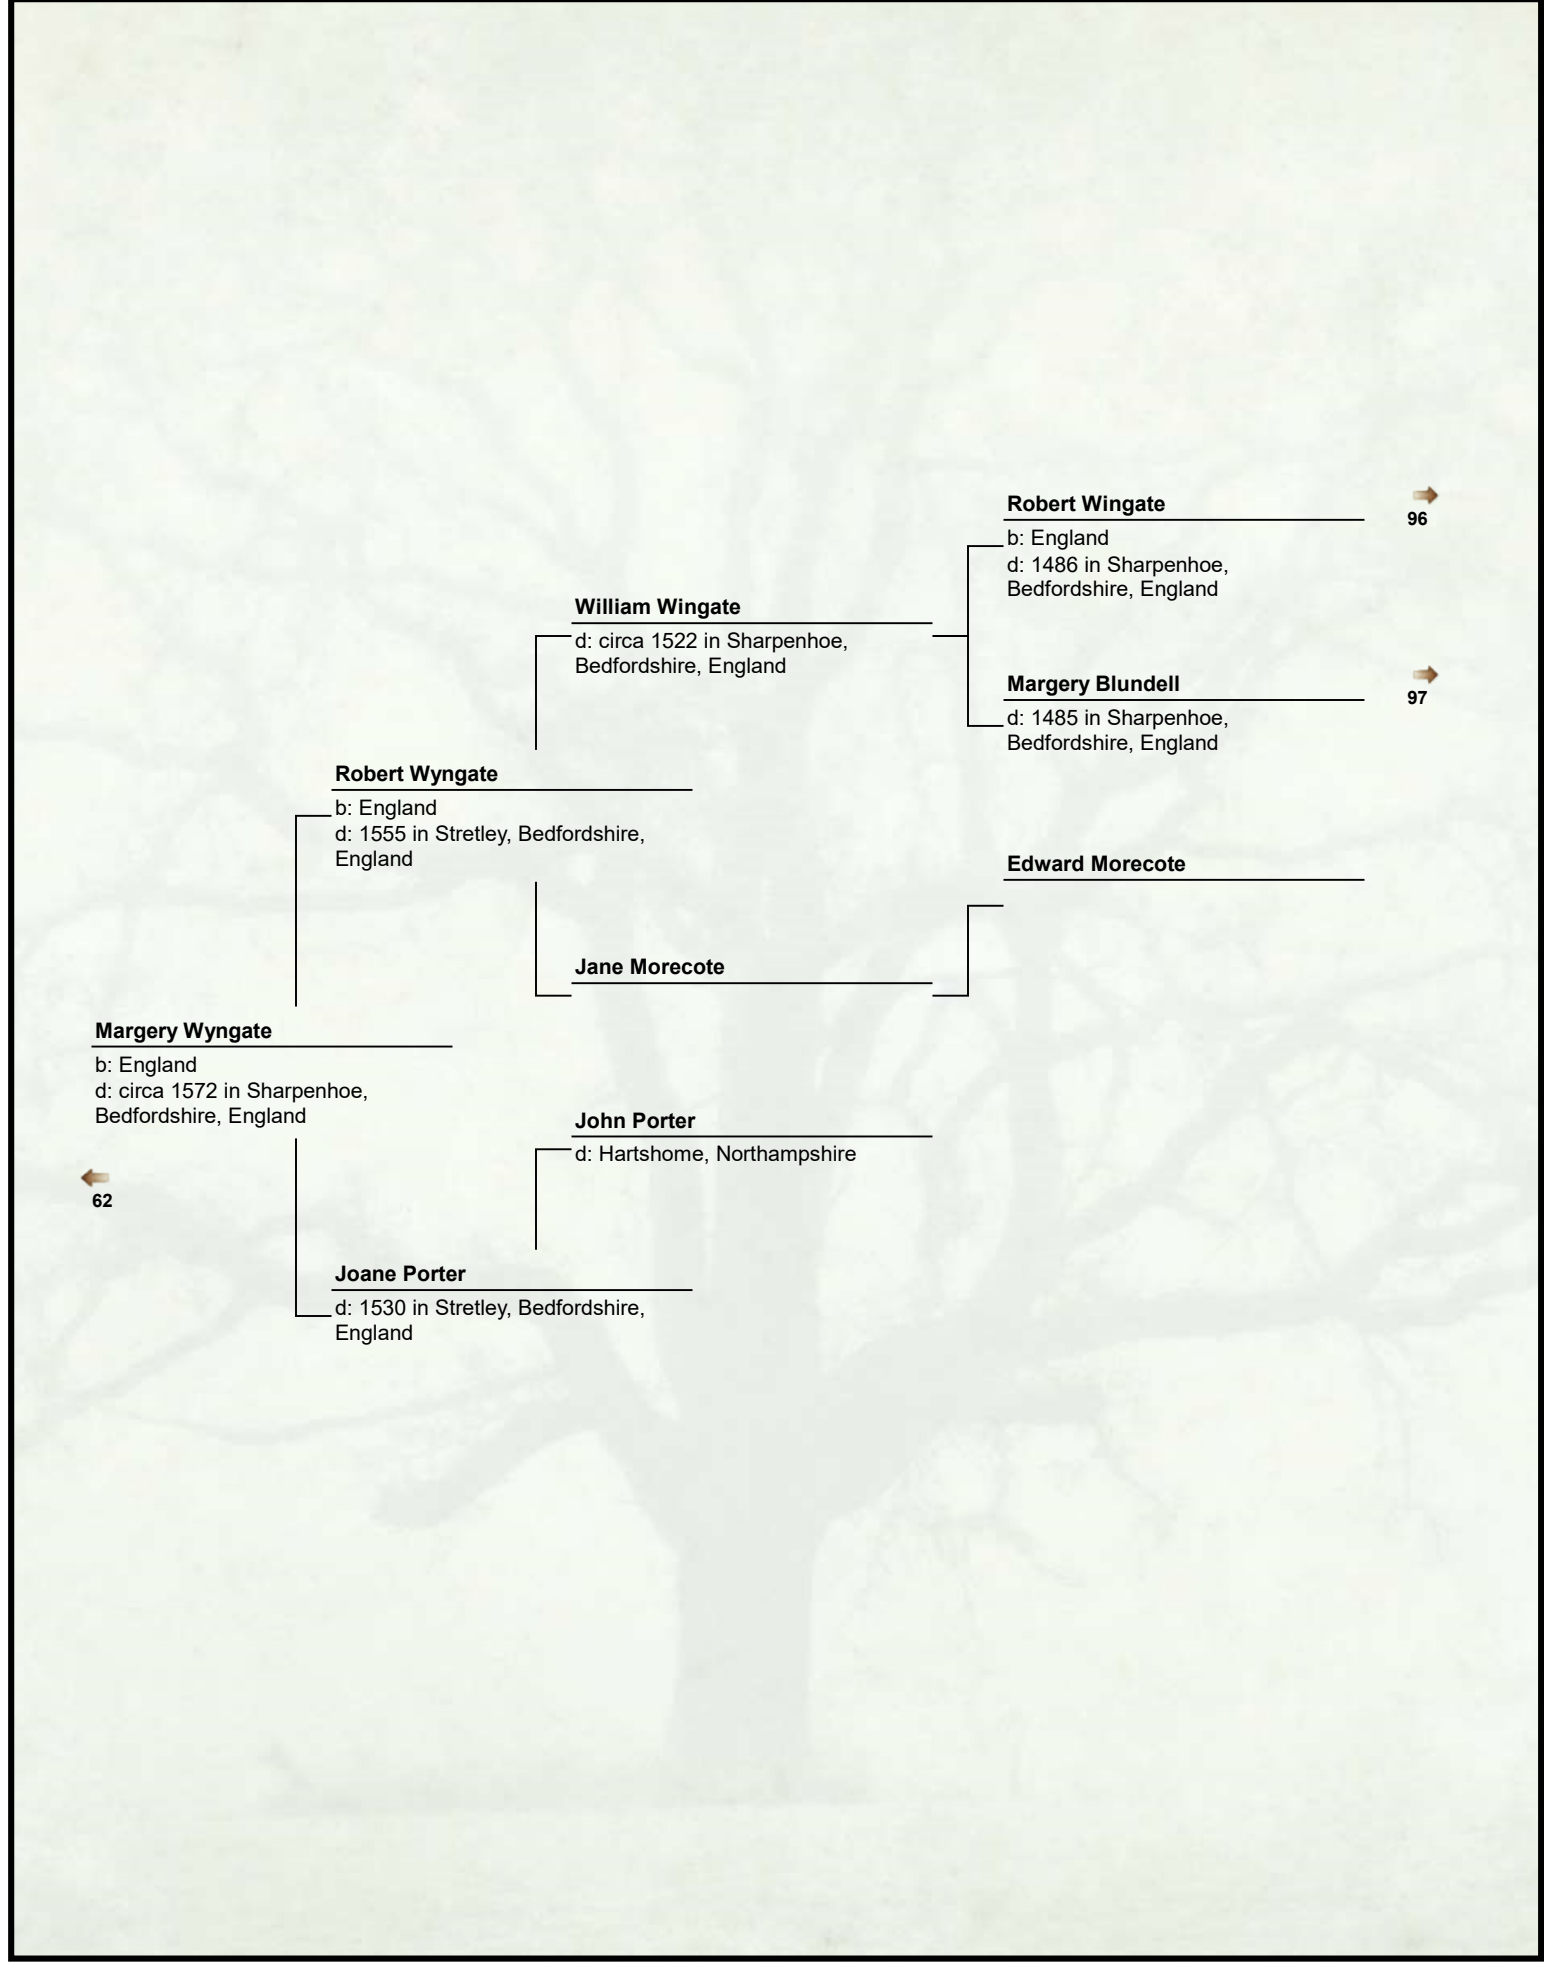 Robert Wingate
96
b: England
d: 1486 in Sharpenhoe,
Bedfordshire, England
William Wingate
d: circa 1522 in Sharpenhoe,
Bedfordshire, England
Margery Blundell
97
d: 1485 in Sharpenhoe,
Bedfordshire, England
Robert Wyngate
b: England
d: 1555 in Stretley, Bedfordshire,
England
Edward Morecote
Jane Morecote
Margery Wyngate
b: England
d: circa 1572 in Sharpenhoe,
Bedfordshire, England
62
John Porter
d: Hartshome, Northampshire
Joane Porter
d: 1530 in Stretley, Bedfordshire,
England